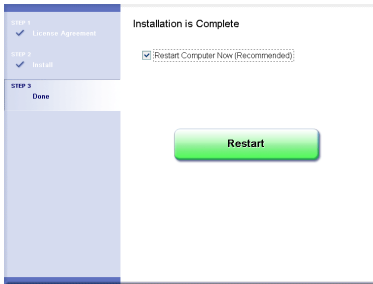 STEP 1
License Agreement
STEP 2
Install
STEP 3
Done
Installation is Complete
Restart Computer Now (Recommended)
Restart